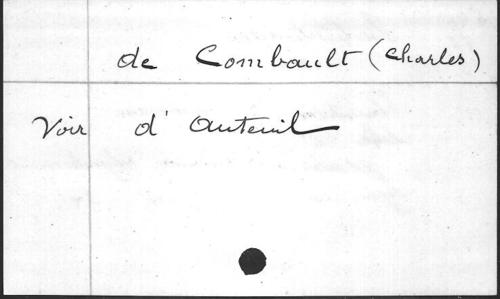 de Combault (Charles)
Voir d'Auteuil